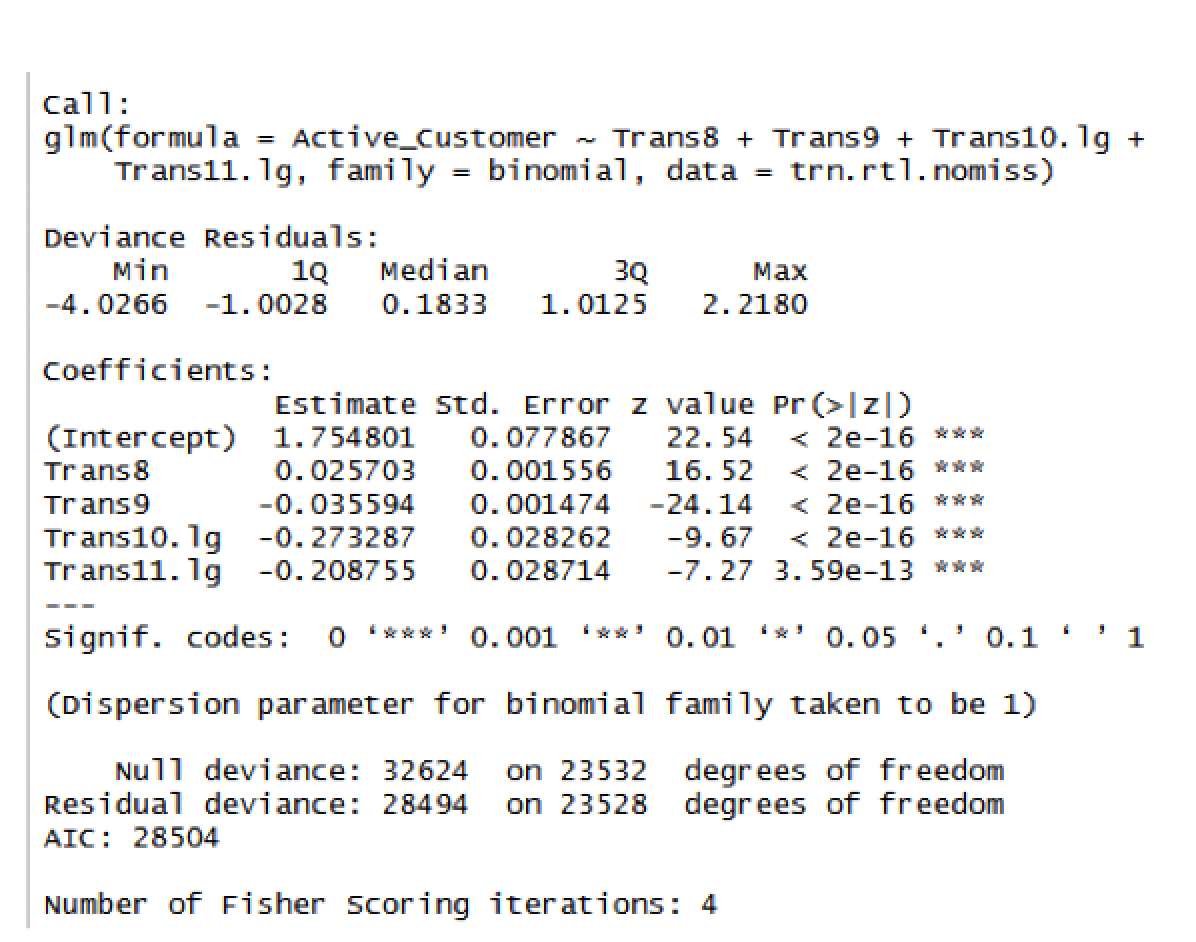 Call:
glm(formula = Active_Customer ~ Trans8 + Trans9 + Trans10.lg +
    Trans11.lg, family = binomial, data = trn.rtl.nomiss)
Deviance Residuals:
    Min       1Q   Median       3Q      Max
-4.0266  -1.0028   0.1833   1.0125   2.2180
Coefficients:
             Estimate Std. Error z value Pr(>|z|)
(Intercept)  1.754801   0.077867   22.54  < 2e-16 ***
Trans8       0.025703   0.001556   16.52  < 2e-16 ***
Trans9      -0.035594   0.001474  -24.14  < 2e-16 ***
Trans10.lg  -0.273287   0.028262   -9.67  < 2e-16 ***
Trans11.lg  -0.208755   0.028714   -7.27 3.59e-13 ***
---
Signif. codes:  0 ‘***’ 0.001 ‘**’ 0.01 ‘*’ 0.05 ‘.’ 0.1 ‘ ’ 1
(Dispersion parameter for binomial family taken to be 1)
    Null deviance: 32624  on 23532  degrees of freedom
Residual deviance: 28494  on 23528  degrees of freedom
AIC: 28504
Number of Fisher Scoring iterations: 4